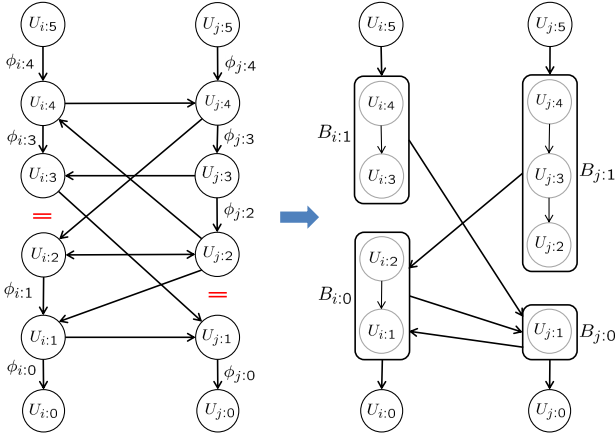 U_{i:5} U_{j:5} U_{i:5} U_{j:5}
ϕ_{i:4} ϕ_{j:4}
U_{i:4} U_{j:4} U_{i:4} U_{j:4}
ϕ_{i:3} ϕ_{j:3} B_{i:1}
U_{i:3} U_{j:3} U_{i:3} U_{j:3} B_{j:1}
= ϕ_{j:2}
U_{i:2} U_{j:2} U_{i:2} U_{j:2}
ϕ_{i:1} = B_{i:0}
U_{i:1} U_{j:1} U_{i:1} U_{j:1} B_{j:0}
ϕ_{i:0} ϕ_{j:0}
U_{i:0} U_{j:0} U_{i:0} U_{j:0}